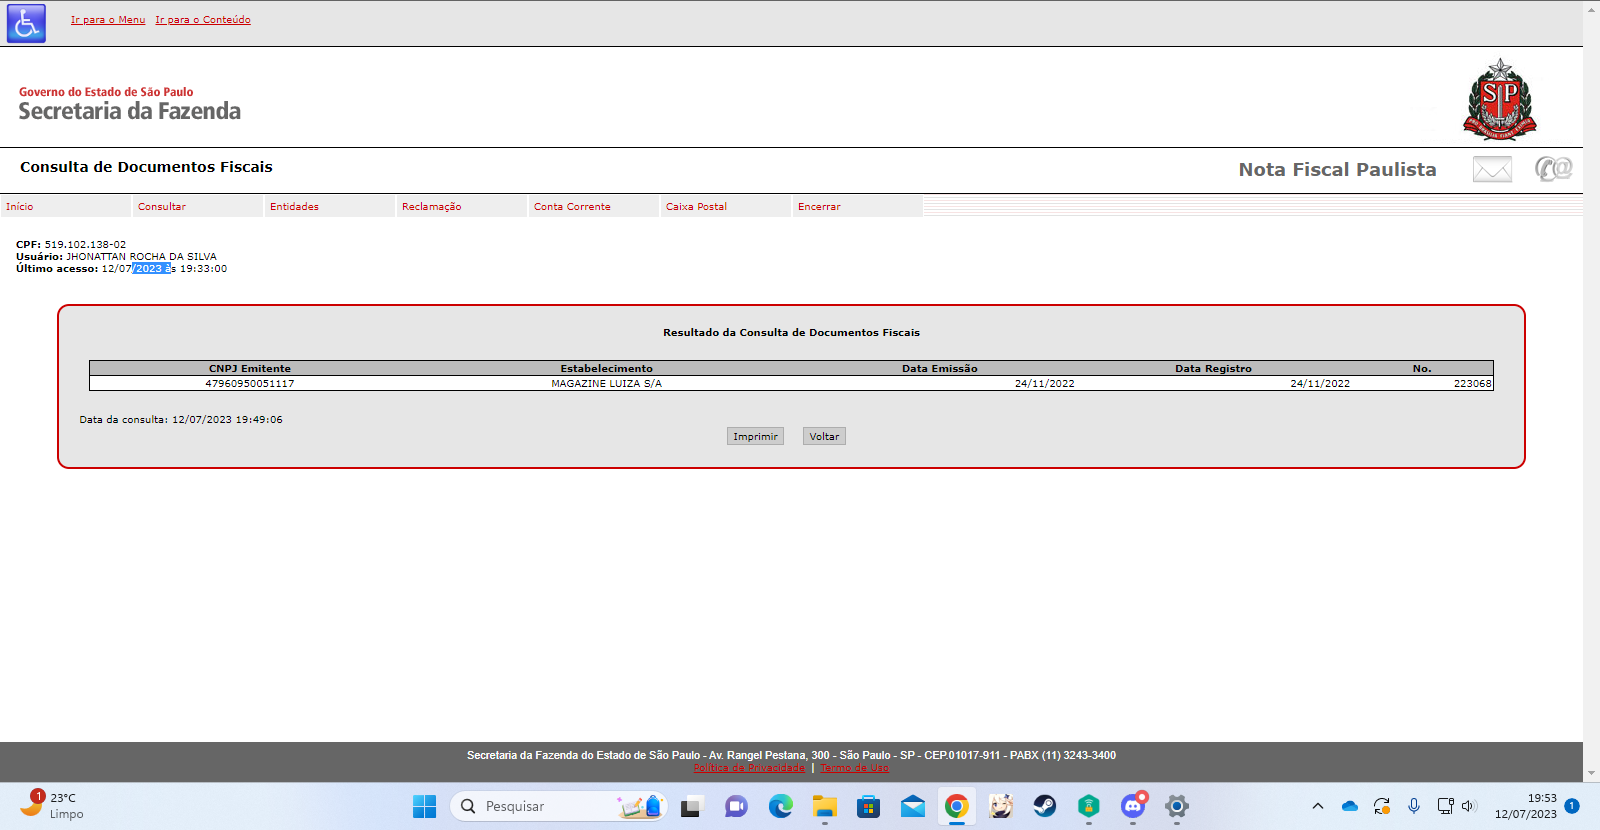 Ir para o Menu Ir para o Conteúdo
Governo do Estado de São Paulo
Secretaria da Fazenda
SP
Consulta de Documentos Fiscais
Nota Fiscal Paulista
Início Consultar Entidades Reclamação Conta Corrente Caixa Postal Encerrar
CPF: 519.102.138-02
Usuário: JHONATTAN ROCHA DA SILVA
Último acesso: 12/07/2023 às 19:33:00
Resultado da Consulta de Documentos Fiscais
CNPJ Emitente Estabelecimento Data Emissão Data Registro No.
47960950051117 MAGAZINE LUIZA S/A 24/11/2022 24/11/2022 223068
Data da consulta: 12/07/2023 19:49:06
Imprimir Voltar
Secretaria da Fazenda do Estado de São Paulo - Av. Rangel Pestana, 300 - São Paulo - SP - CEP.01017-911 - PABX (11) 3243-3400
Política de Privacidade | Termo de Uso
1 23°C
Limpo
Pesquisar
19:53
12/07/2023
1